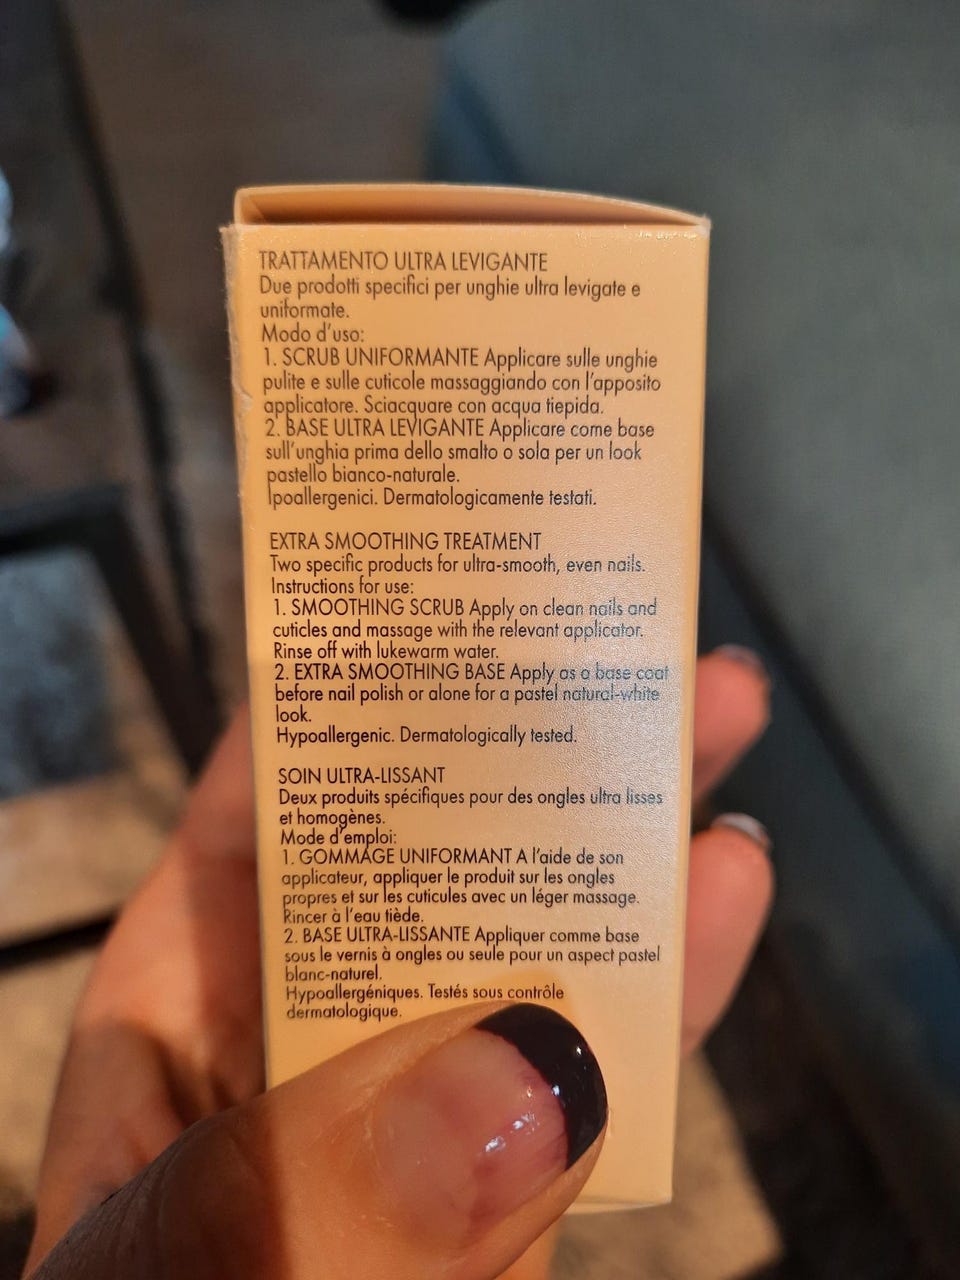 TRATTAMENTO ULTRA LEVIGANTE
Due prodotti specifici per unghie ultra levigate e
uniformate.
Modo d'uso:
1. SCRUB UNIFORMANTE Applicare sulle unghie
pulite e sulle cuticole massaggiando con l'apposito
applicatore. Sciacquare con acqua tiepida.
2. BASE ULTRA LEVIGANTE Applicare come base
sull'unghia prima dello smalto o sola per un look
pastello bianco-naturale.
Ipoallergenici. Dermatologicamente testati.
EXTRA SMOOTHING TREATMENT
Two specific products for ultra-smooth, even nails.
Instructions for use:
1. SMOOTHING SCRUB Apply on clean nails and
cuticles and massage with the relevant applicator.
Rinse off with lukewarm water.
2. EXTRA SMOOTHING BASE Apply as a base coat
before nail polish or alone for a pastel natural-white
look.
Hypoallergenic. Dermatologically tested.
SOIN ULTRA-LISSANT
Deux produits spécifiques pour des ongles ultra lisses
et homogènes.
Mode d'emploi:
1. GOMMAGE UNIFORMANT A l'aide de son
applicateur, appliquer le produit sur les ongles
propres et sur les cuticules avec un léger massage.
Rincer à l'eau tiède.
2. BASE ULTRA-LISSANTE Appliquer comme base
sous le vernis à ongles ou seule pour un aspect pastel
blanc-naturel.
Hypoallergéniques. Testés sous contrôle
dermatologique.